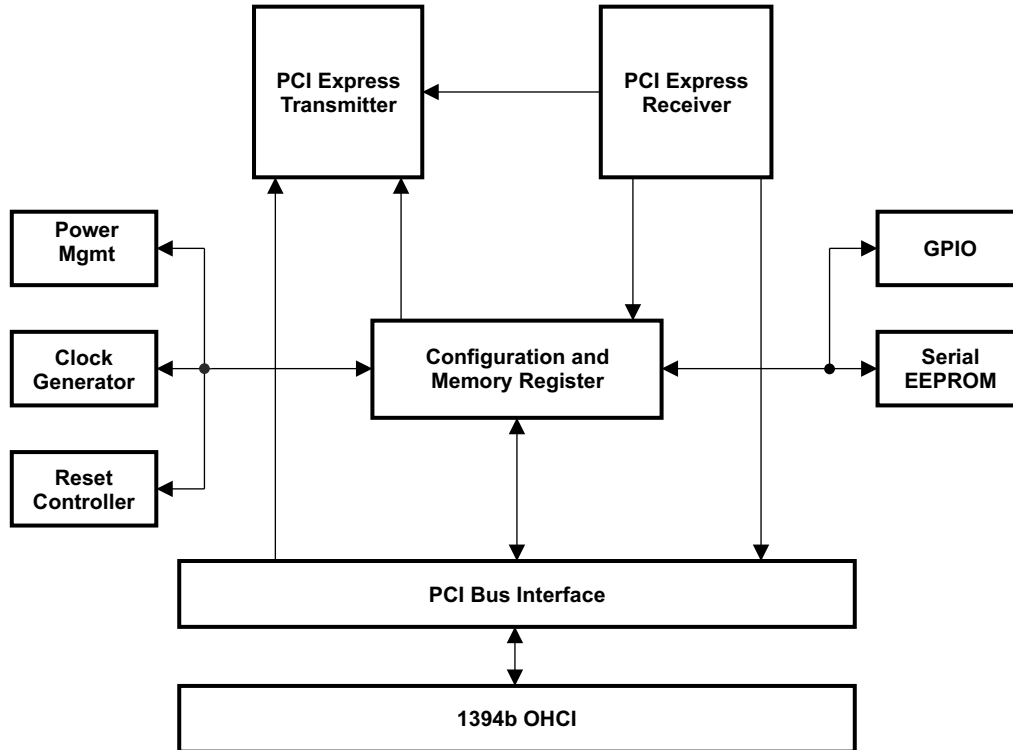 PCI Express
Transmitter
PCI Express
Receiver
Power
Mgmt
GPIO
Clock
Generator
Configuration and
Memory Register
Serial
EEPROM
Reset
Controller
PCI Bus Interface
1394b OHCI